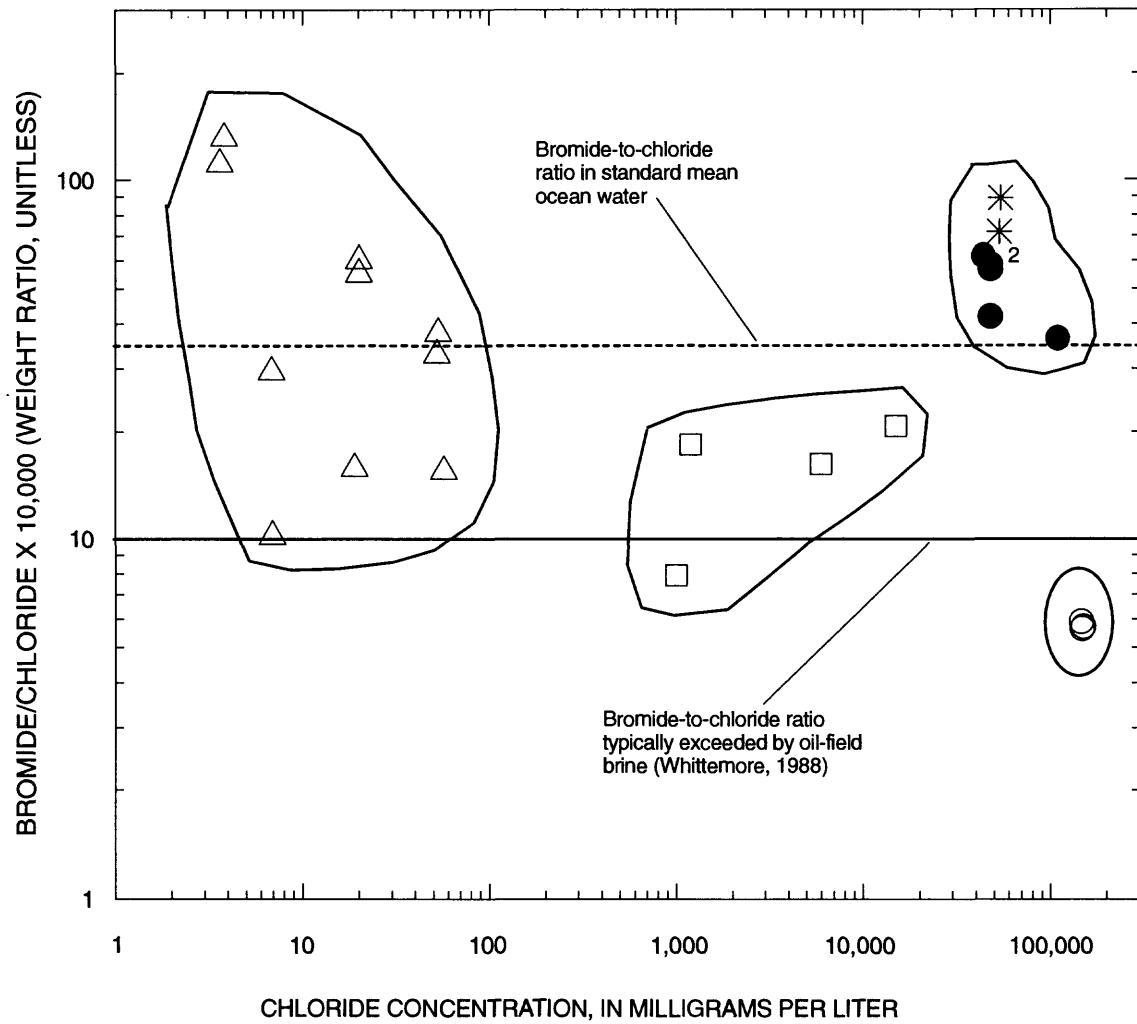 BROMIDE/CHLORIDE X 10,000 (WEIGHT RATIO, UNITLESS)
100
10
1
Bromide-to-chloride
ratio in standard mean
ocean water
2
Bromide-to-chloride ratio
typically exceeded by oil-field
brine (Whittemore, 1988)
1
10
100
1,000
10,000
100,000
CHLORIDE CONCENTRATION, IN MILLIGRAMS PER LITER